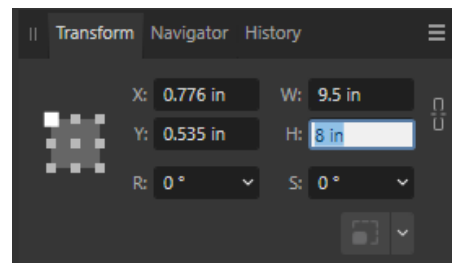 Transform Navigator History
X: 0.776 in W: 9.5 in
Y: 0.535 in H: 8 in
R: 0 ° S: 0 °